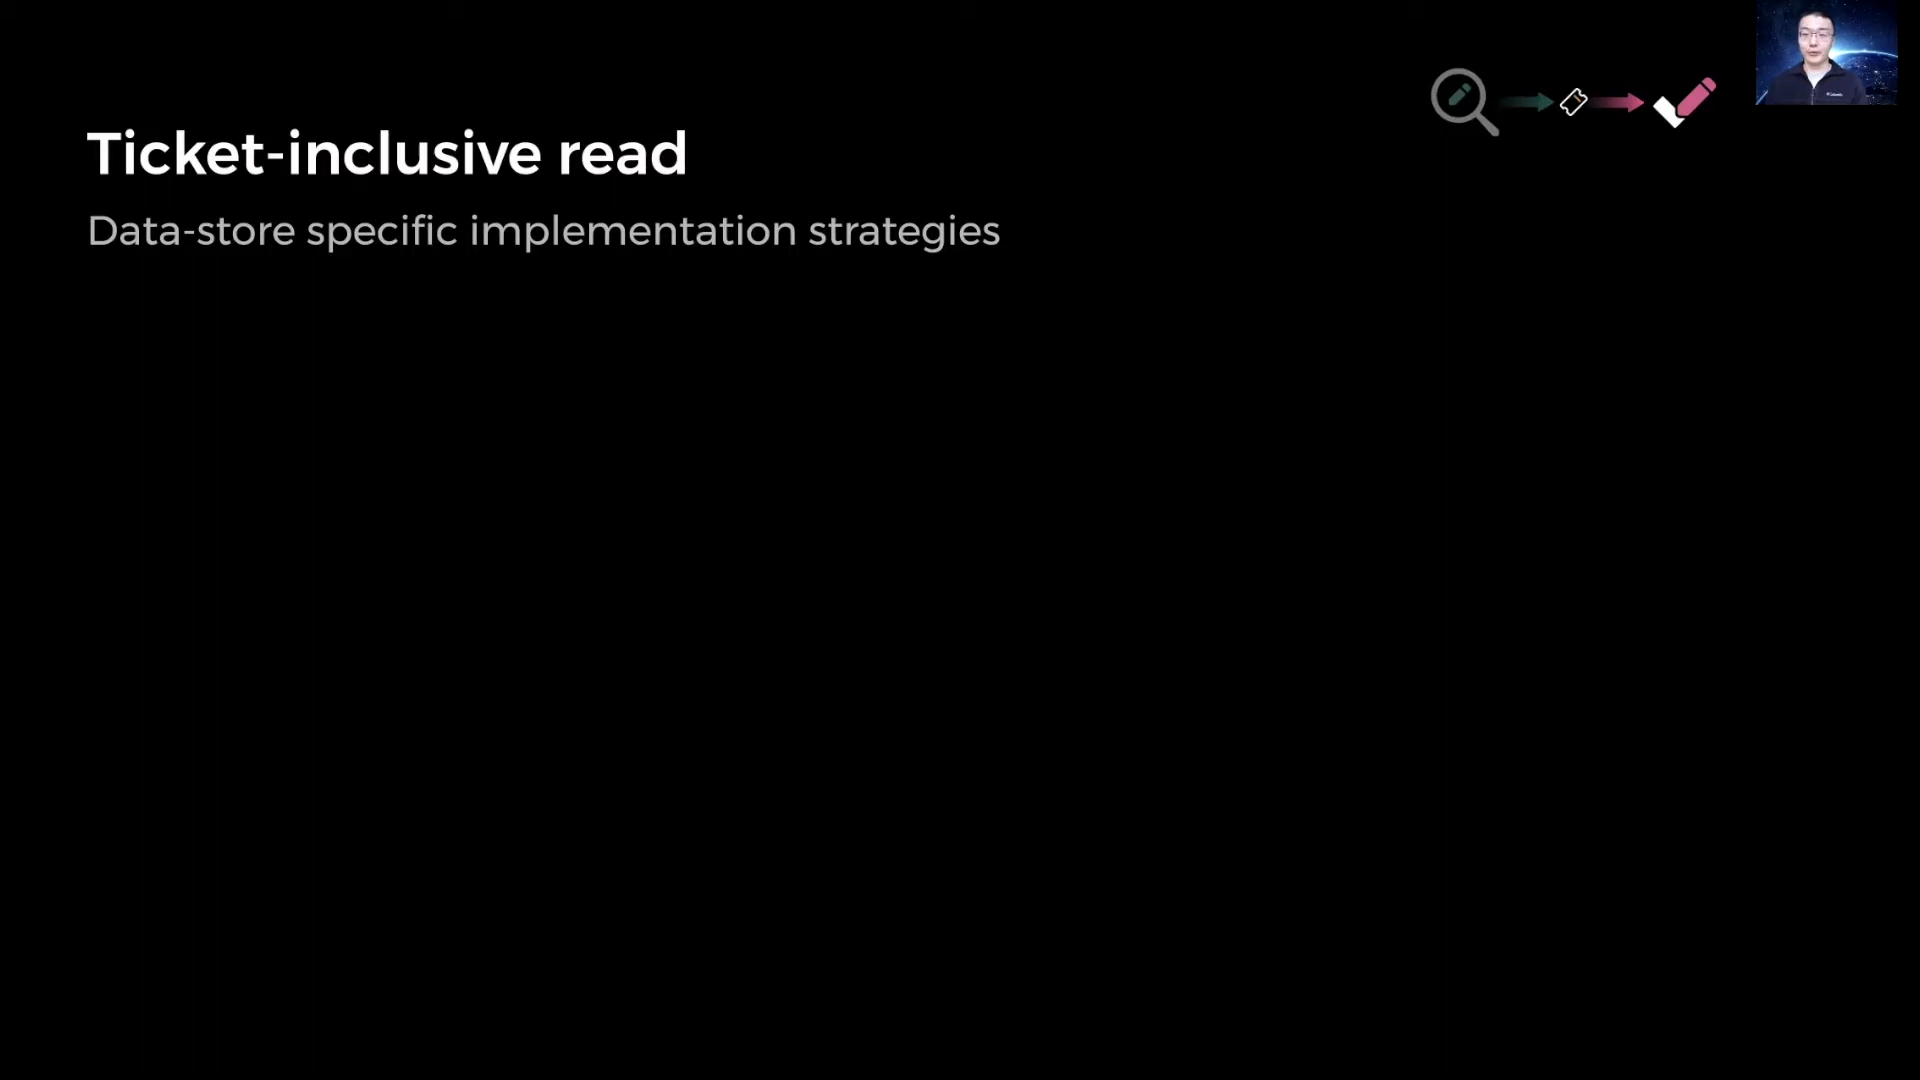 Ticket-inclusive read
Data-store specific implementation strategies